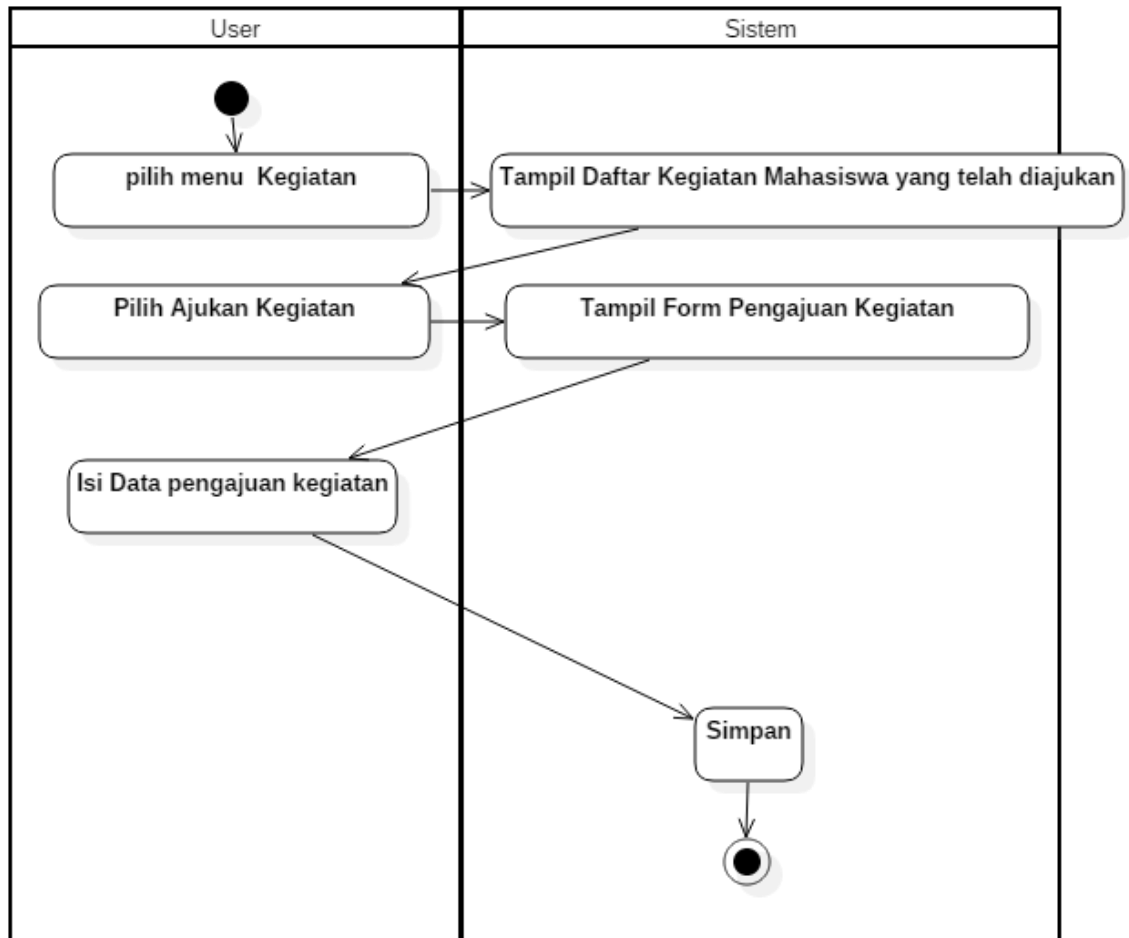 User
Sistem
pilih menu  Kegiatan
Tampil Daftar Kegiatan Mahasiswa yang telah diajukan
Pilih Ajukan Kegiatan
Tampil Form Pengajuan Kegiatan
Isi Data pengajuan kegiatan
Simpan